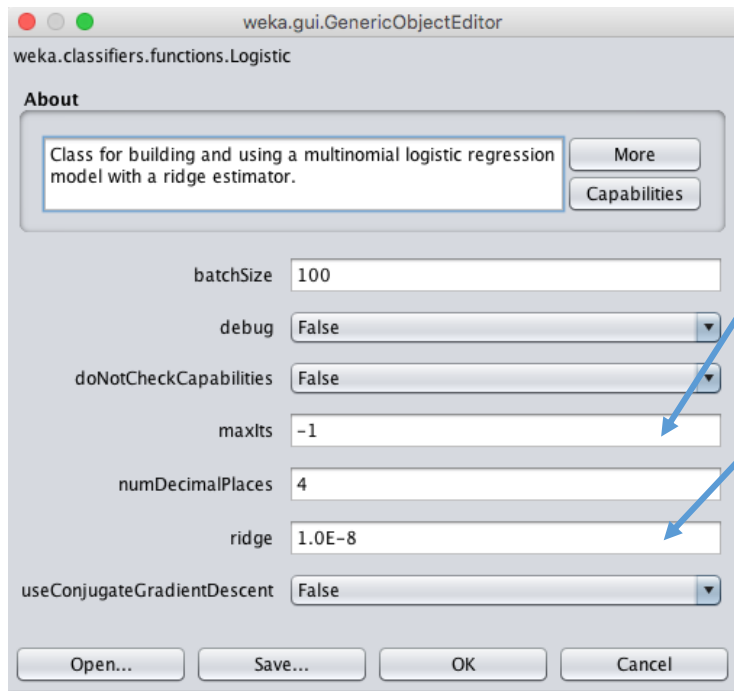 weka.gui.GenericObjectEditor
weka.classifiers.functions.Logistic
About
Class for building and using a multinomial logistic regression
model with a ridge estimator.
More
Capabilities
batchSize 100
debug False
doNotCheckCapabilities False
maxIts -1
numDecimalPlaces 4
ridge 1.0E-8
useConjugateGradientDescent False
Open... Save... OK Cancel